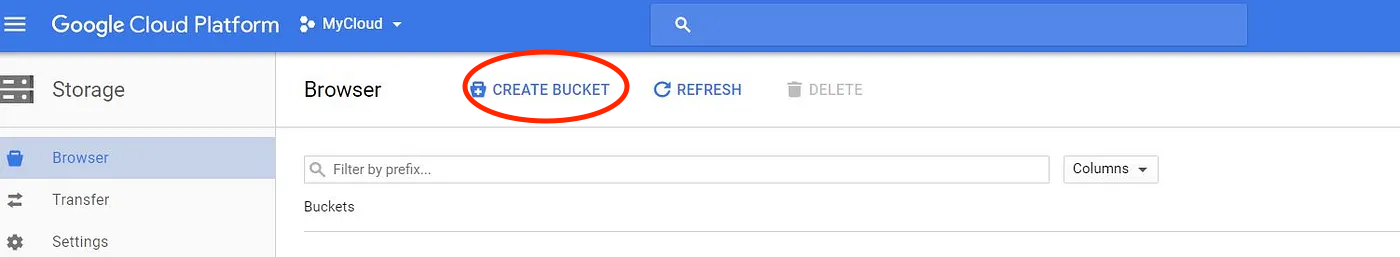 Google Cloud Platform MyCloud
Storage
Browser CREATE BUCKET REFRESH DELETE
Browser
Transfer
Settings
Filter by prefix... Columns
Buckets